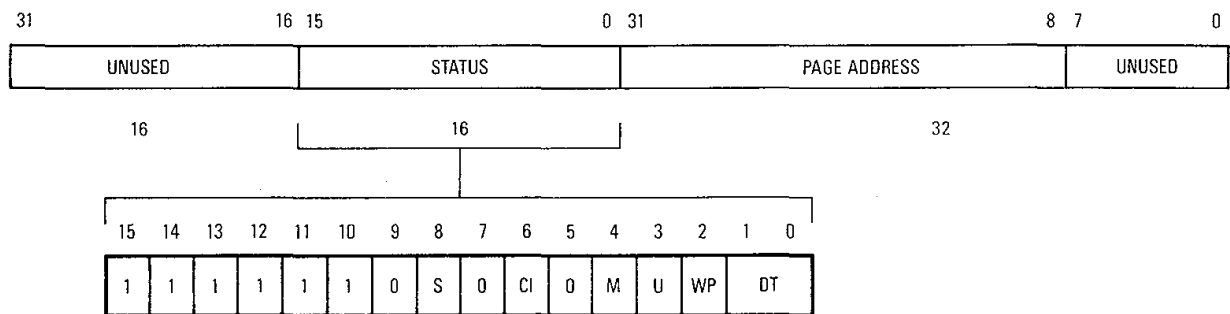 31 16 15 0 31 8 7 0
UNUSED STATUS PAGE ADDRESS UNUSED
16 16 32
15 14 13 12 11 10 9 8 7 6 5 4 3 2 1 0
1 1 1 1 1 1 0 S 0 CI 0 M U WP DT